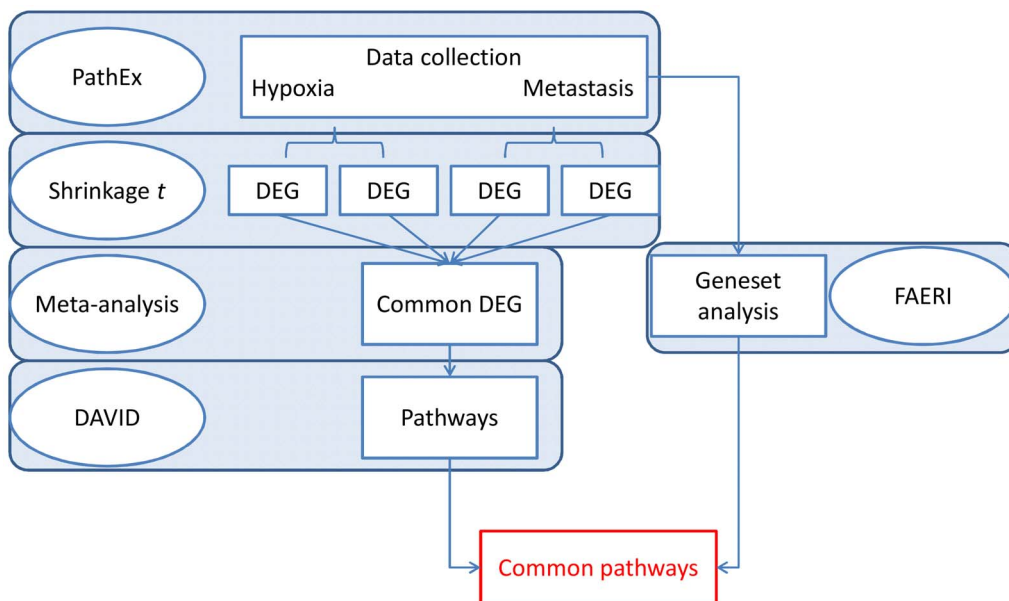 PathEx
Data collection
Hypoxia Metastasis
Shrinkage t
DEG DEG DEG DEG
Meta-analysis
Common DEG
Geneset
analysis
FAERI
DAVID
Pathways
Common pathways